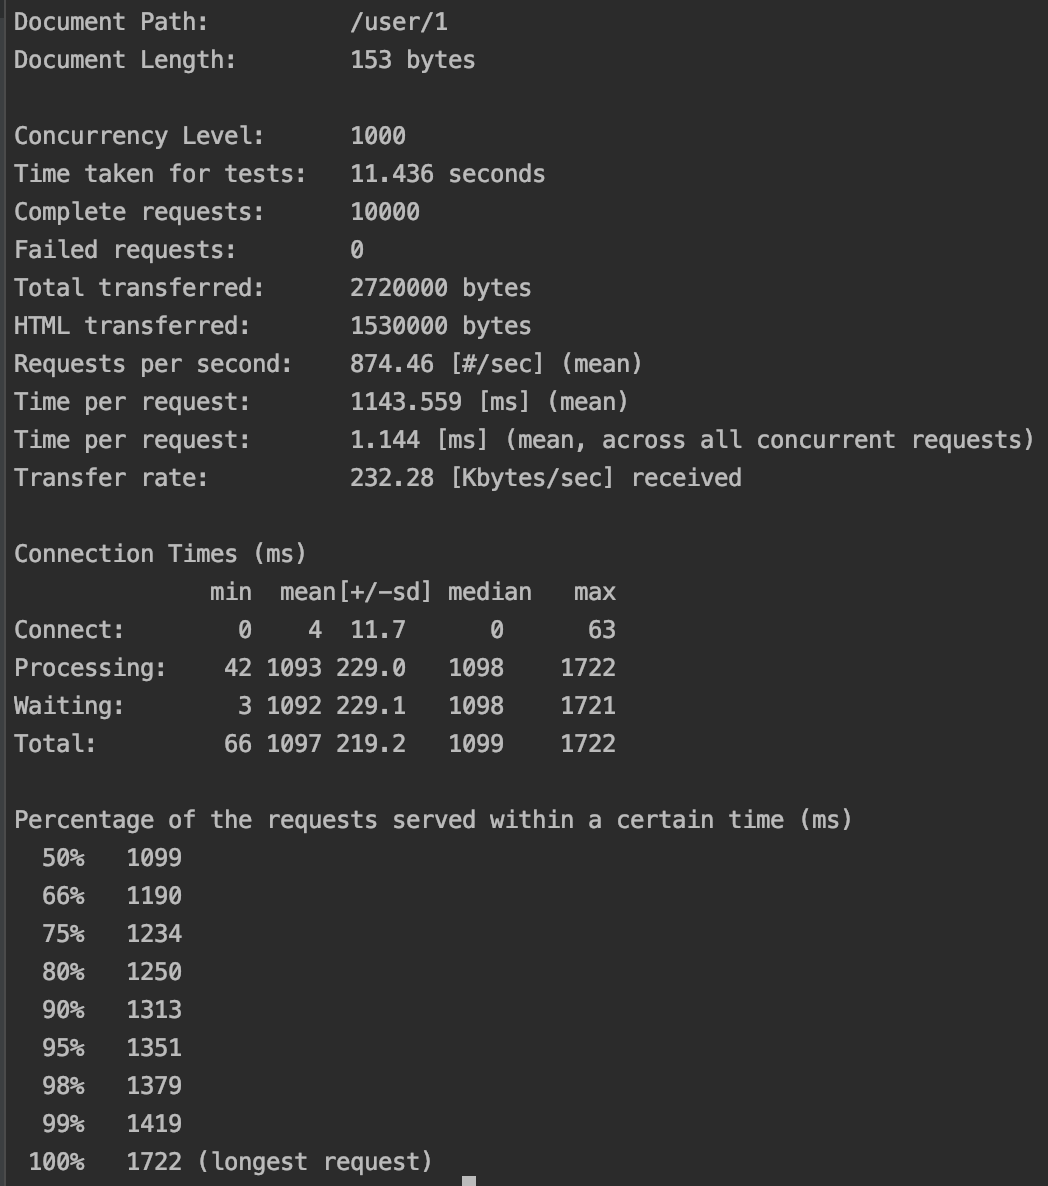 Document Path:          /user/1
Document Length:        153 bytes

Concurrency Level:      1000
Time taken for tests:   11.436 seconds
Complete requests:      10000
Failed requests:        0
Total transferred:      2720000 bytes
HTML transferred:       1530000 bytes
Requests per second:    874.46 [#/sec] (mean)
Time per request:       1143.559 [ms] (mean)
Time per request:       1.144 [ms] (mean, across all concurrent requests)
Transfer rate:          232.28 [Kbytes/sec] received

Connection Times (ms)
              min  mean[+/-sd] median   max
Connect:        0    4  11.7      0      63
Processing:    42 1093 229.0   1098    1722
Waiting:        3 1092 229.1   1098    1721
Total:         66 1097 219.2   1099    1722

Percentage of the requests served within a certain time (ms)
  50%   1099
  66%   1190
  75%   1234
  80%   1250
  90%   1313
  95%   1351
  98%   1379
  99%   1419
 100%   1722 (longest request)